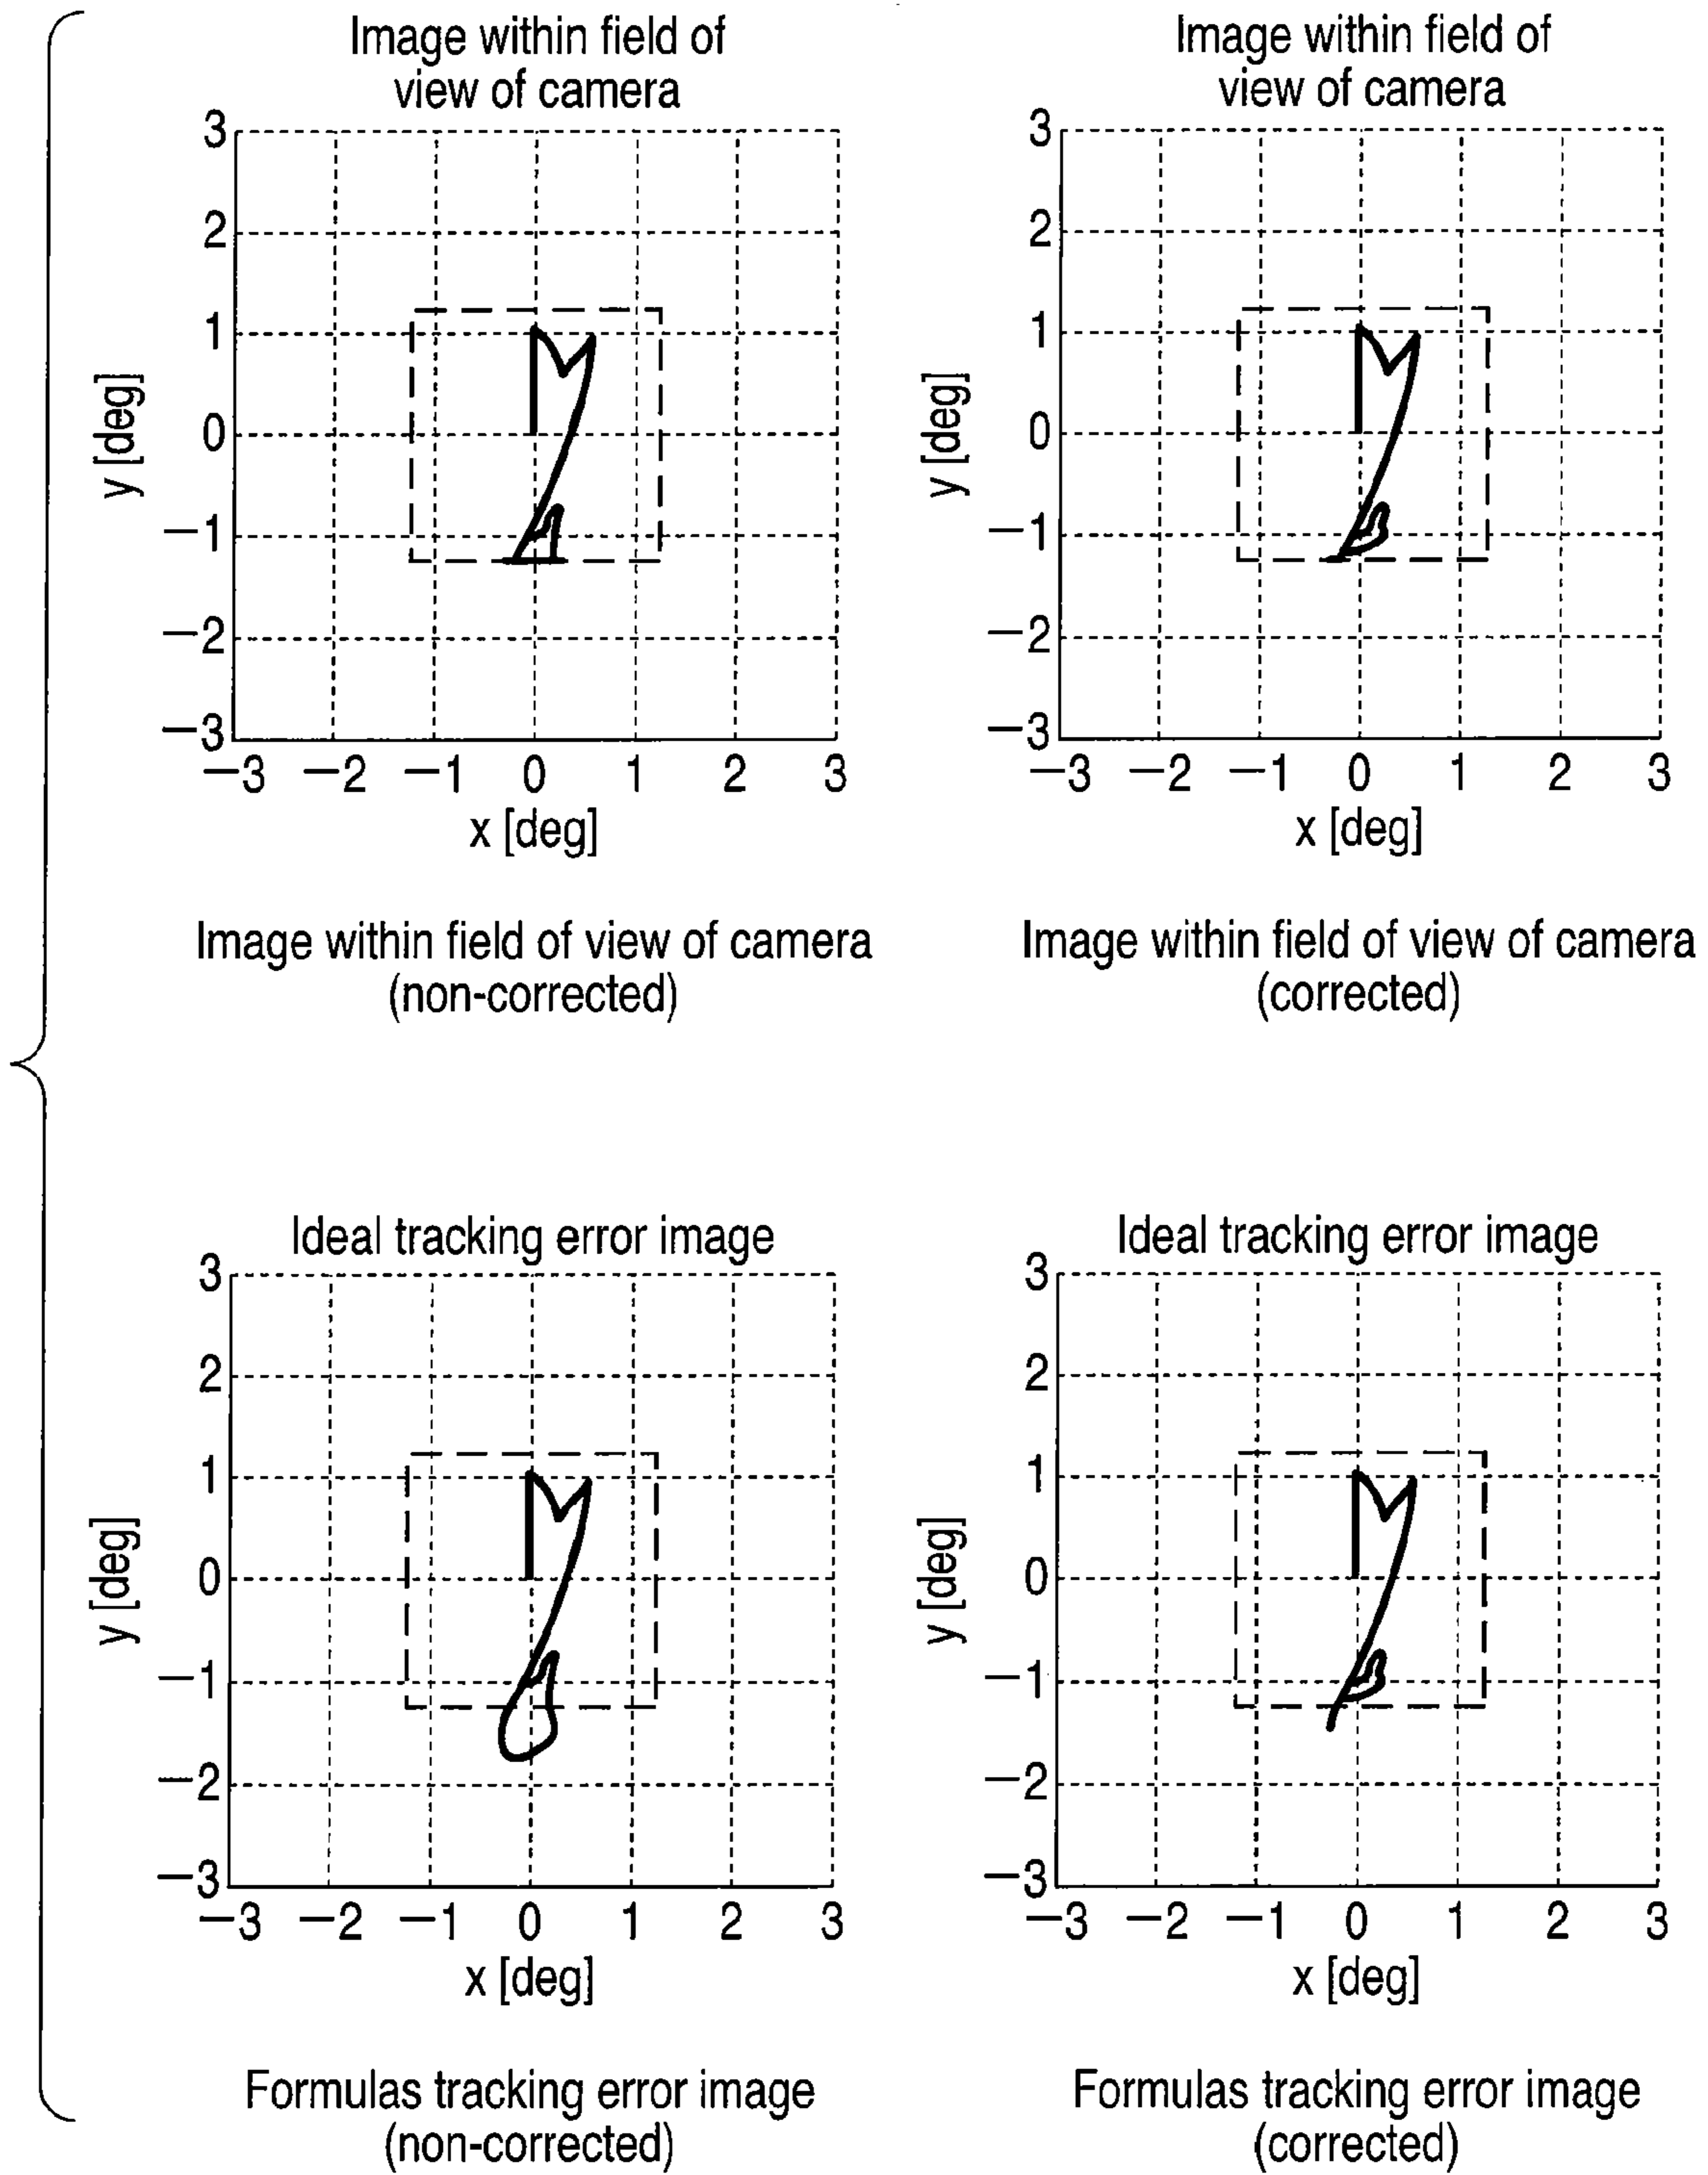 Image within field of
view of camera
3
2
1
0
−1
−2
−3
y [deg]
−3 −2 −1 0 1 2 3
x [deg]
Image within field of view of camera
(non-corrected)
Image within field of
view of camera
3
2
1
0
−1
−2
−3
y [deg]
−3 −2 −1 0 1 2 3
x [deg]
Image within field of view of camera
(corrected)
Ideal tracking error image
3
2
1
0
−1
−2
−3
y [deg]
−3 −2 −1 0 1 2 3
x [deg]
Formulas tracking error image
(non-corrected)
Ideal tracking error image
3
2
1
0
−1
−2
−3
y [deg]
−3 −2 −1 0 1 2 3
x [deg]
Formulas tracking error image
(corrected)